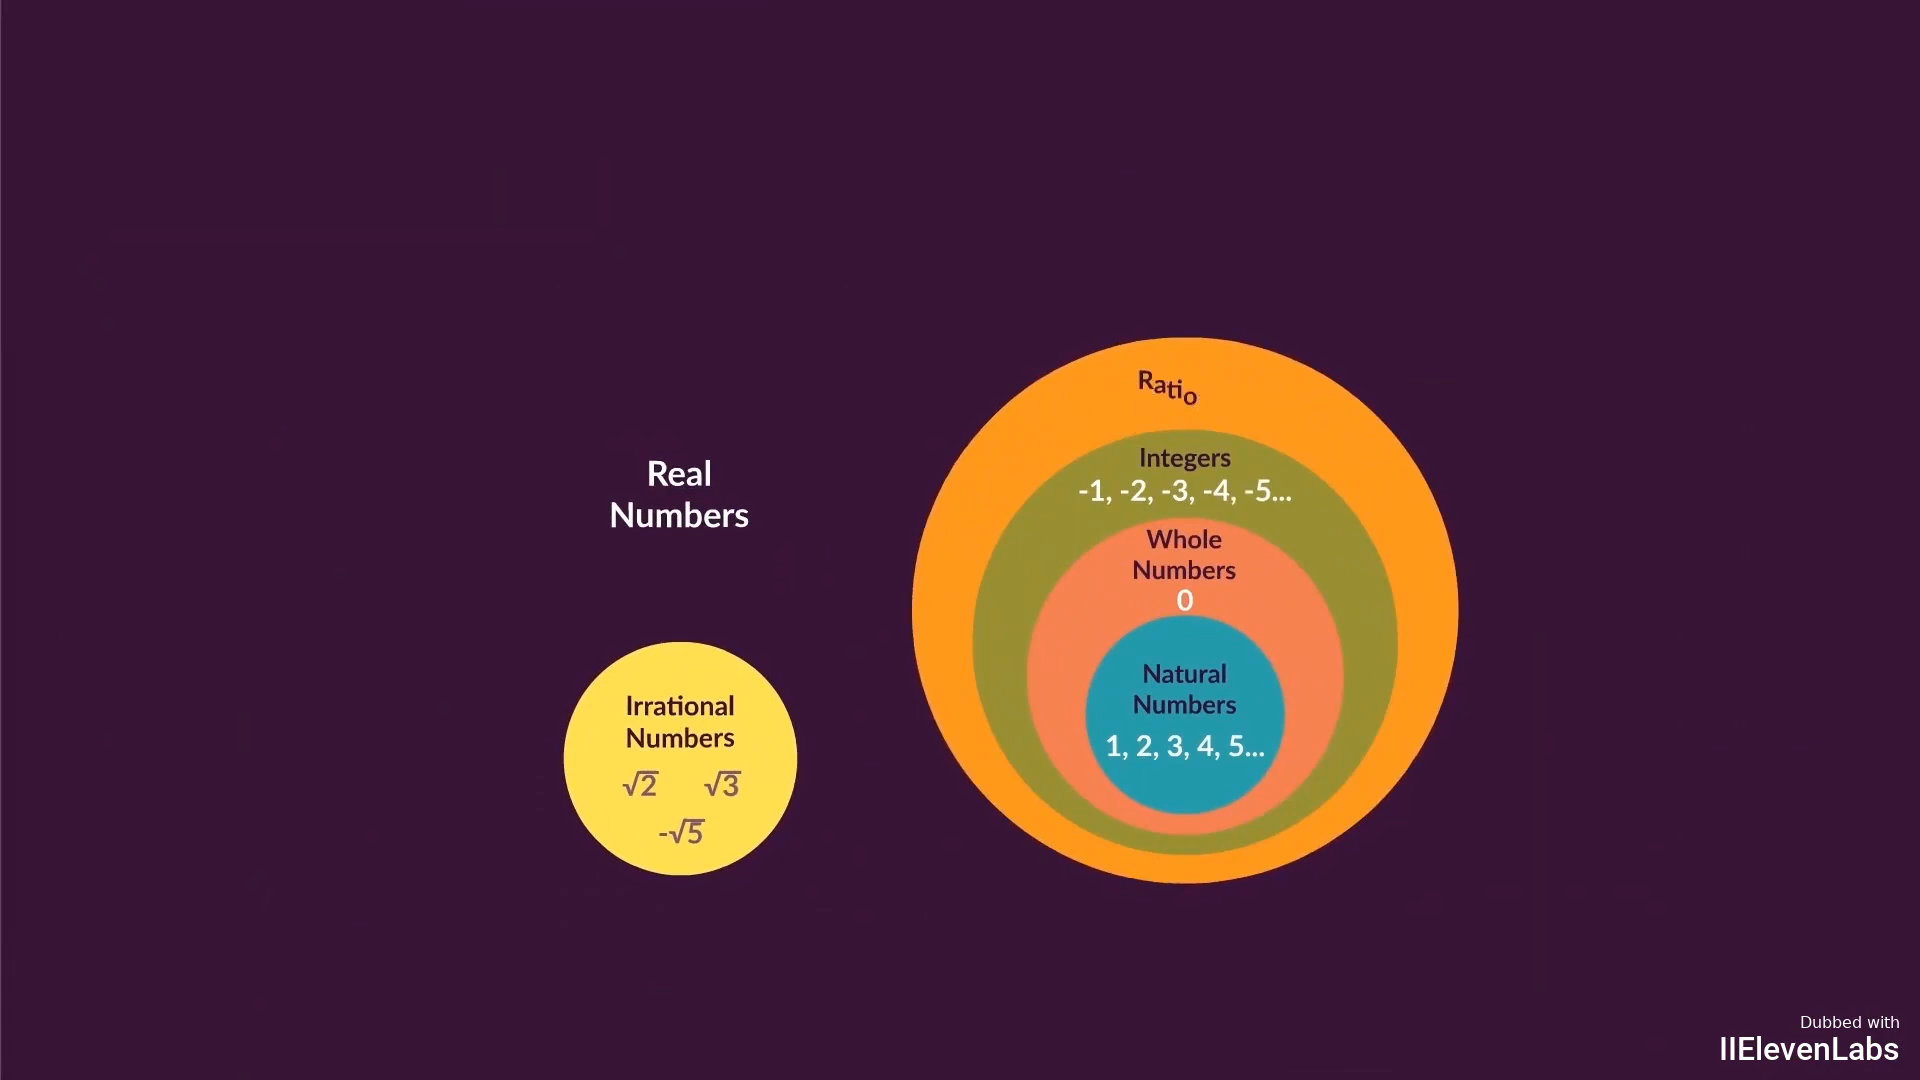 Real
Numbers
Irrational
Numbers
√2 √3
-√5
Ratio
Integers
-1, -2, -3, -4, -5...
Whole
Numbers
0
Natural
Numbers
1, 2, 3, 4, 5...
Dubbed with
IIElevenLabs